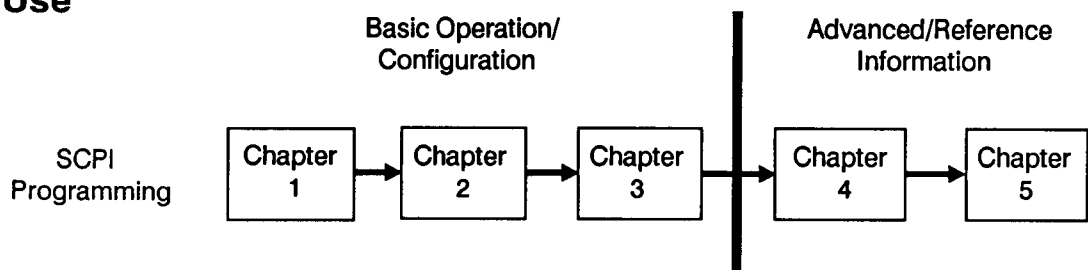 Use
Basic Operation/
Configuration
Advanced/Reference
Information
SCPI
Programming
Chapter
1
Chapter
2
Chapter
3
Chapter
4
Chapter
5